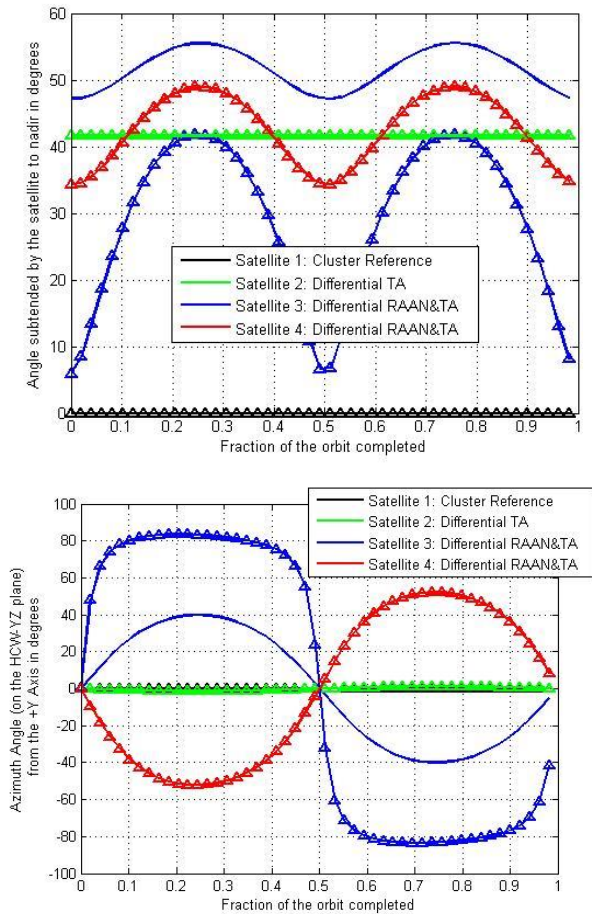 60
50
40
30
20
10
0
Angle subtended by the satellite to nadir in degrees
Satellite 1: Cluster Reference
Satellite 2: Differential TA
Satellite 3: Differential RAAN&TA
Satellite 4: Differential RAAN&TA
0 0.1 0.2 0.3 0.4 0.5 0.6 0.7 0.8 0.9 1
Fraction of the orbit completed
100
80
60
40
20
0
-20
-40
-60
-80
-100
Azimuth Angle (on the HCW-YZ plane)
from the +Y Axis in degrees
Satellite 1: Cluster Reference
Satellite 2: Differential TA
Satellite 3: Differential RAAN&TA
Satellite 4: Differential RAAN&TA
0 0.1 0.2 0.3 0.4 0.5 0.6 0.7 0.8 0.9 1
Fraction of the orbit completed